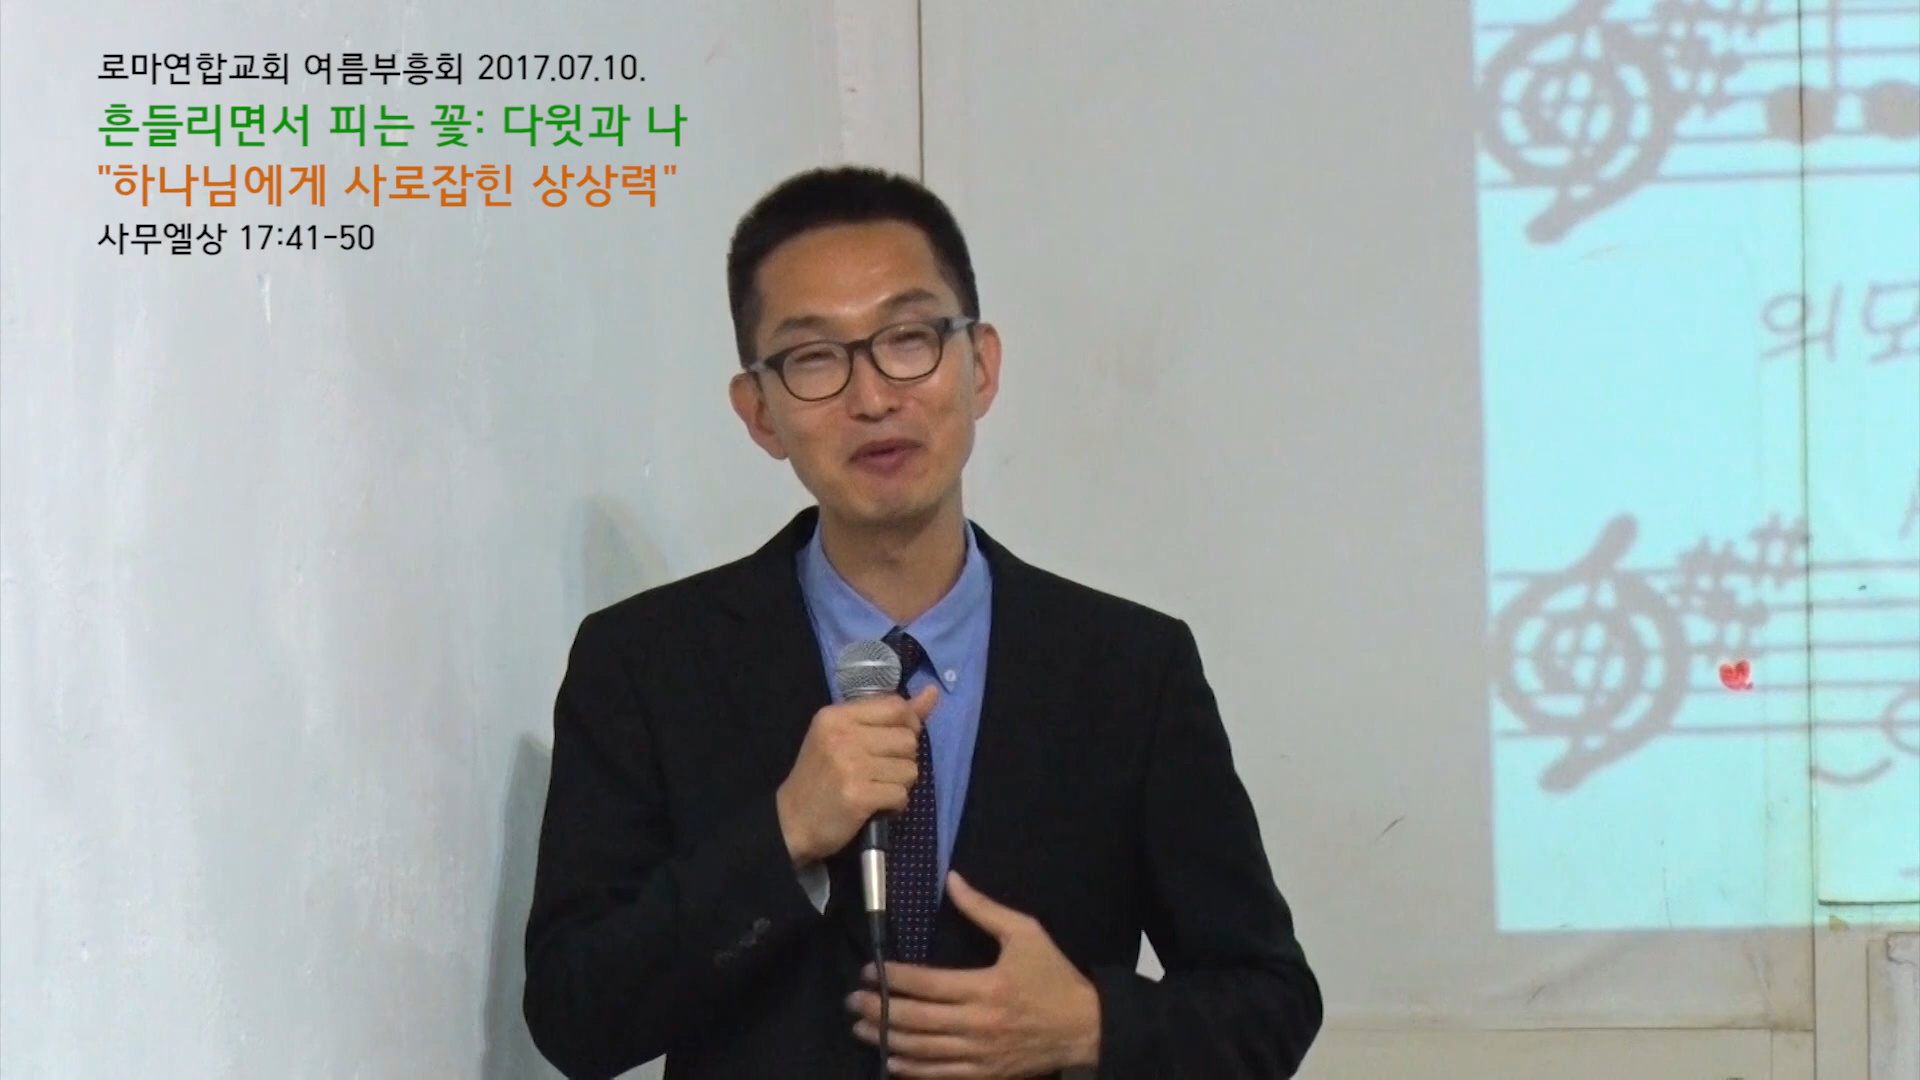 로마연합교회 여름부흥회 2017.07.10.
흔들리면서 피는 꽃: 다윗과 나
"하나님에게 사로잡힌 상상력"
사무엘상 17:41-50